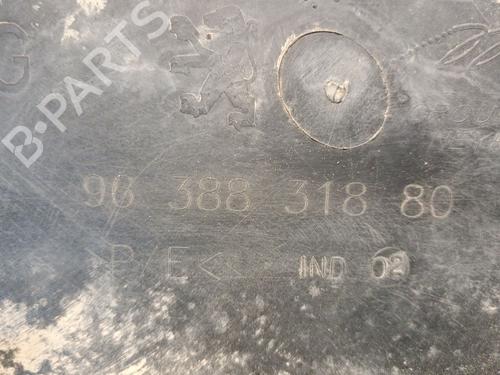 G
B-PARTS
96 388 318 80
>P/E<
IND 02